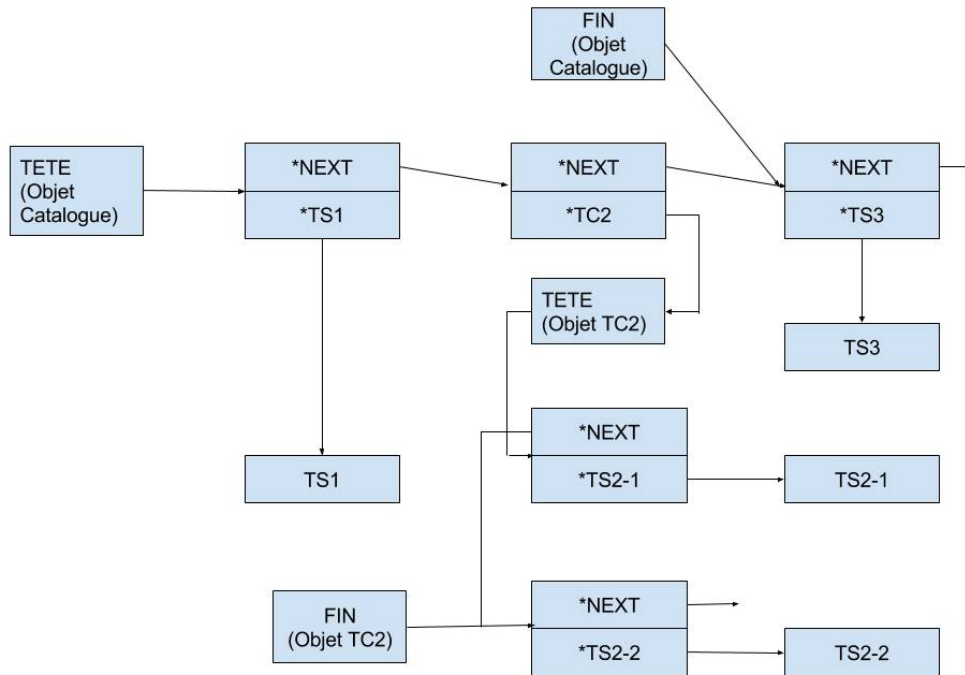 FIN
(Objet
Catalogue)
TETE
(Objet
Catalogue)
*NEXT
*TS1
*NEXT
*TC2
*NEXT
*TS3
TETE
(Objet TC2)
TS3
*NEXT
*TS2-1
TS1
TS2-1
FIN
(Objet TC2)
*NEXT
*TS2-2
TS2-2